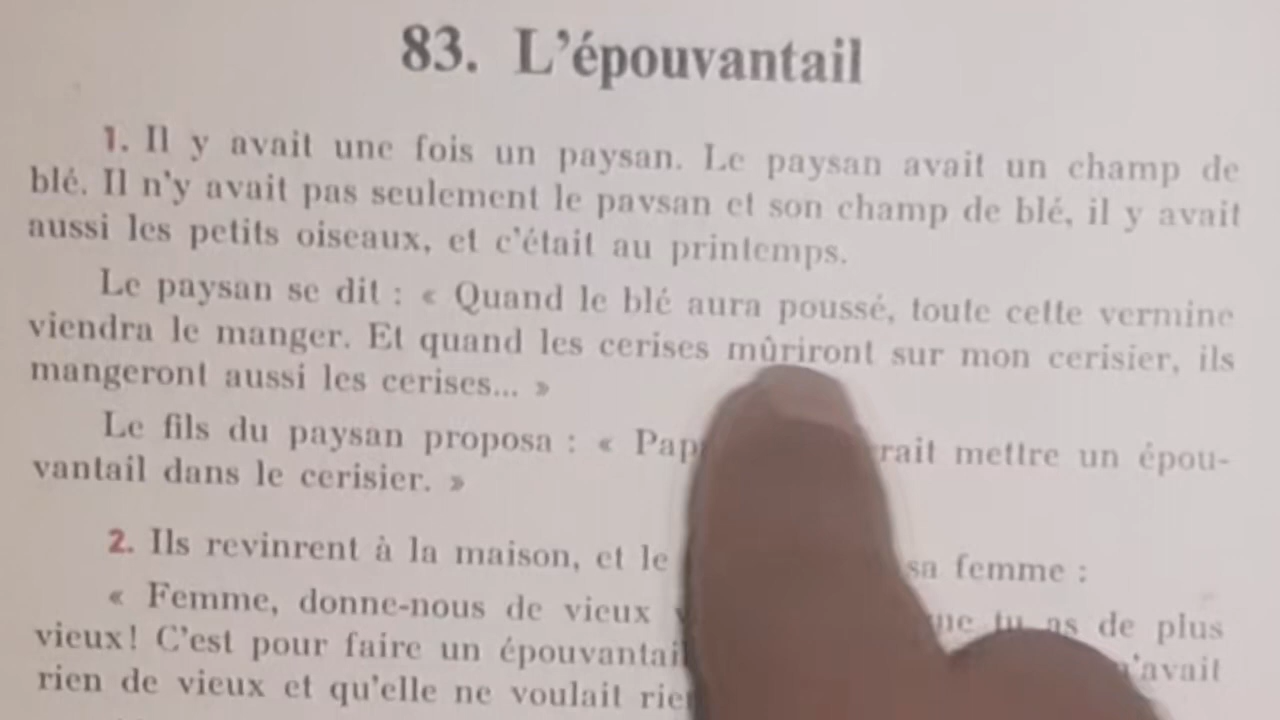 83. L'épouvantail
1. Il y avait une fois un paysan. Le paysan avait un champ de
blé. Il n'y avait pas seulement le paysan et son champ de blé, il y avait
aussi les petits oiseaux, et c'était au printemps.
Le paysan se dit : « Quand le blé aura poussé, toute cette vermine
viendra le manger. Et quand les cerises mûriront sur mon cerisier, ils
mangeront aussi les cerises... »
Le fils du paysan proposa : « mettre un épou-
vantail dans le cerisier. »
2. Ils revinrent à la maison, et le sa femme :
« Femme, donne-nous de vieux tu as de plus
vieux! C'est pour faire un épouvantail n'avait
rien de vieux et qu'elle ne voulait